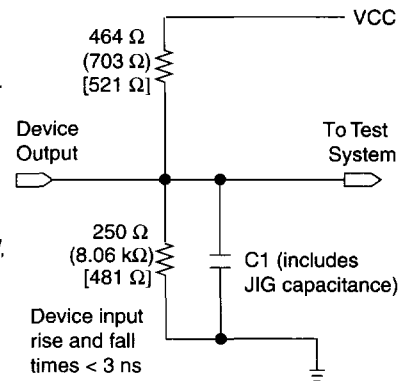 VCC
464 Ω
(703 Ω)
[521 Ω]
Device
Output
To Test
System
250 Ω
(8.06 kΩ)
[481 Ω]
C1 (includes
JIG capacitance)
Device input
rise and fall
times < 3 ns